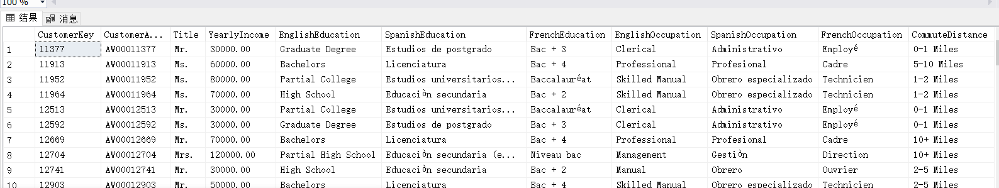 100 %
结果 消息
CustomerKey CustomerA... Title YearlyIncome EnglishEducation SpanishEducation FrenchEducation EnglishOccupation SpanishOccupation FrenchOccupation CommuteDistance
1 11377 AW00011377 Mr. 30000.00 Graduate Degree Estudios de postgrado Bac + 3 Clerical Administrativo Employé 0-1 Miles
2 11913 AW00011913 Ms. 60000.00 Bachelors Licenciatura Bac + 4 Professional Profesional Cadre 5-10 Miles
3 11952 AW00011952 Ms. 80000.00 Partial College Estudios universitarios... Baccalauréat Skilled Manual Obrero especializado Technicien 1-2 Miles
4 11964 AW00011964 Ms. 70000.00 High School Educaciòn secundaria Bac + 2 Skilled Manual Obrero especializado Technicien 1-2 Miles
5 12513 AW00012513 Mr. 30000.00 Partial College Estudios universitarios... Baccalauréat Clerical Administrativo Employé 0-1 Miles
6 12592 AW00012592 Ms. 30000.00 Graduate Degree Estudios de postgrado Bac + 3 Clerical Administrativo Employé 0-1 Miles
7 12669 AW00012669 Mr. 70000.00 Bachelors Licenciatura Bac + 4 Professional Profesional Cadre 10+ Miles
8 12704 AW00012704 Mrs. 120000.00 Partial High School Educaciòn secundaria (e... Niveau bac Management Gestiòn Direction 10+ Miles
9 12741 AW00012741 Mr. 30000.00 High School Educaciòn secundaria Bac + 2 Manual Obrero Ouvrier 2-5 Miles
10 12903 AW00012903 Mr. 50000.00 Bachelors Licenciatura Bac + 4 Skilled Manual Obrero especializado Technicien 2-5 Miles